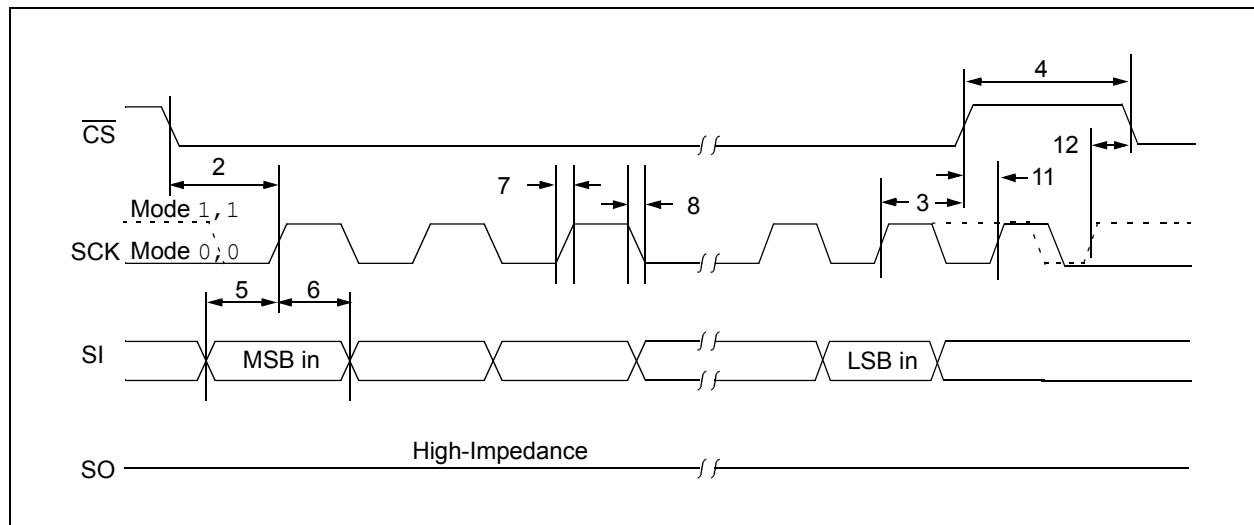 4
CS
12
2
7
11
3
8
Mode 1,1
SCK Mode 0,0
5
6
SI
MSB in
LSB in
High-Impedance
SO